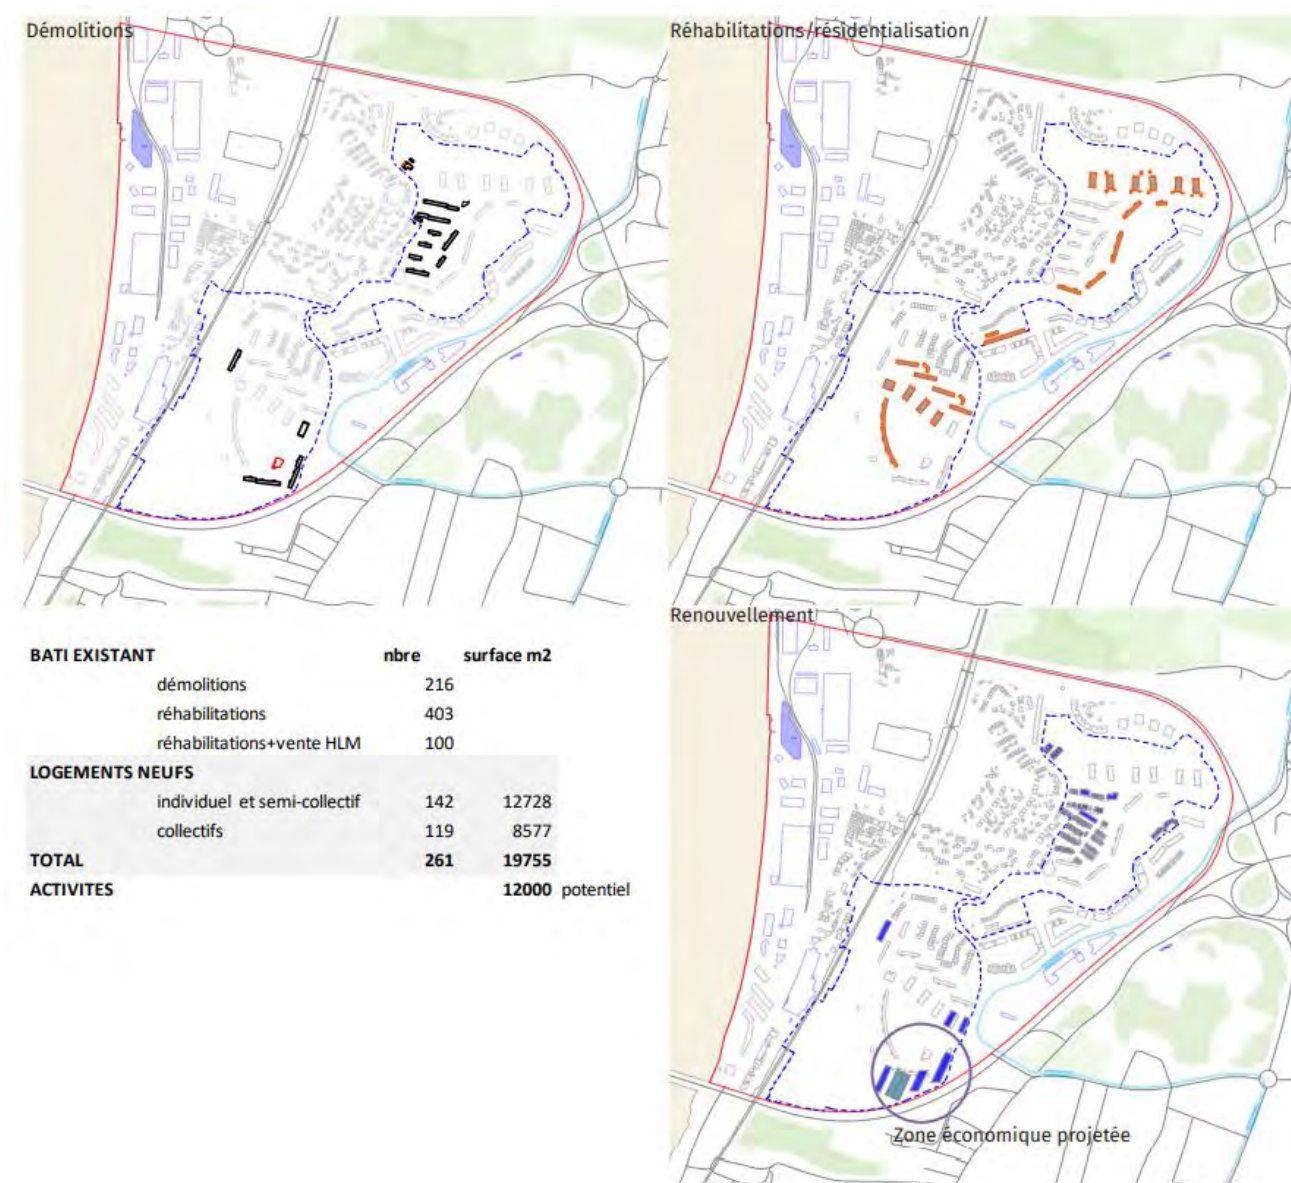 Démolitions
Réhabilitations/résidentialisation
BATI EXISTANT nbre surface m2
démolitions 216
réhabilitations 403
réhabilitations+vente HLM 100
LOGEMENTS NEUFS
individuel et semi-collectif 142 12728
collectifs 119 8577
TOTAL 261 19755
ACTIVITES 12000 potentiel
Renouvellement
Zone économique projetée